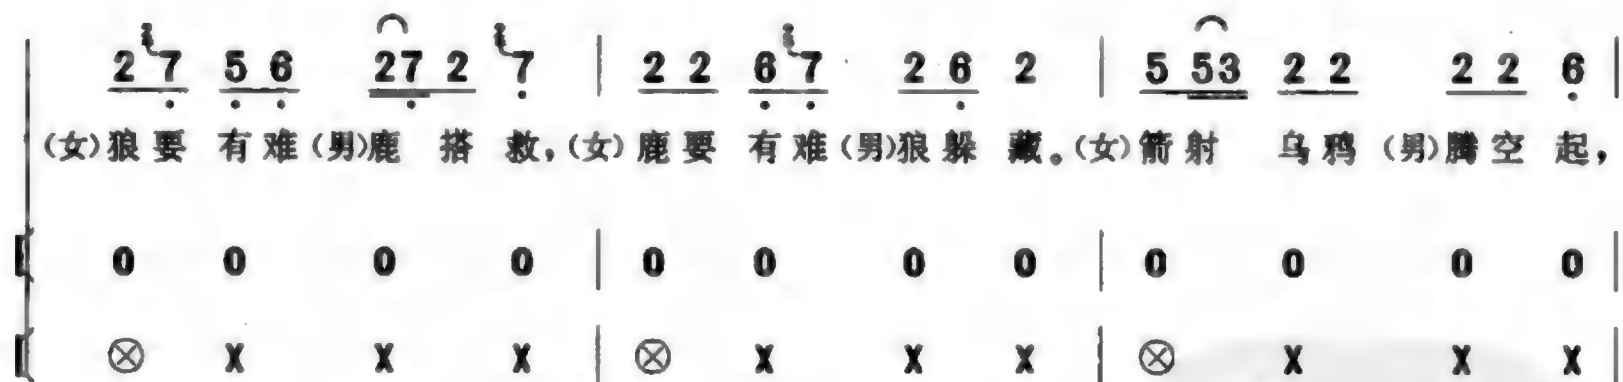 2 7 5 6 27 2 7 | 2 2 6 7 2 6 2 | 5 53 2 2 2 2 6 |
(女)狼要 有难(男)鹿 搭 救,(女)鹿要 有难(男)狼躲 藏。(女)箭射 乌鸦 (男)腾空 起,
0 0 0 0 | 0 0 0 0 | 0 0 0 0 |
ⓧ X X X | ⓧ X X X | ⓧ X X X